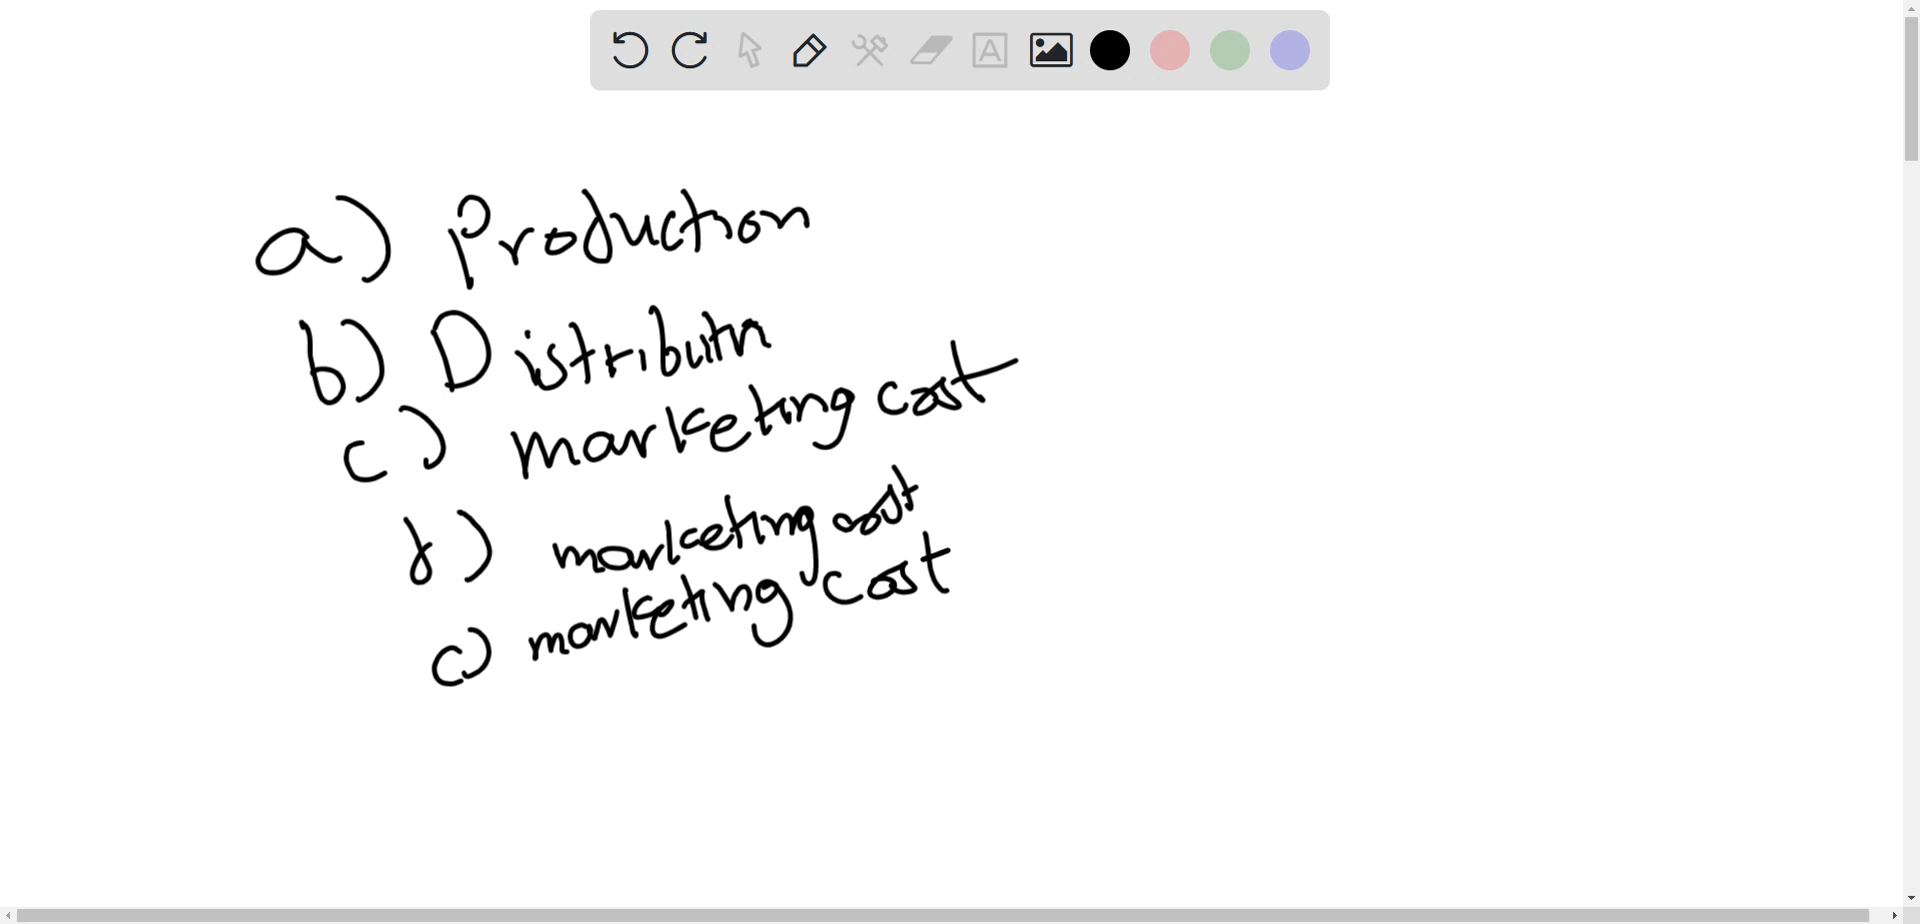 a) Production
b) Distributn
c) marketing cost
d) marketing cost
c) marketing cost